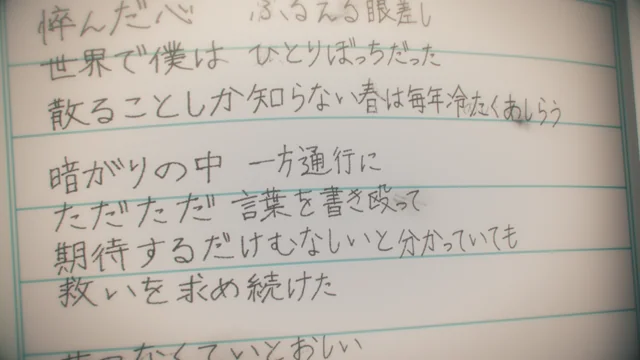 悴んだ心 ふるえる眼差し
世界で僕は ひとりぼっちだった
散ることしか知らない春は毎年冷たくあしらう
暗がりの中 一方通行に
ただただ 言葉を書き殴って
期待するだけむなしいと分かっていても
救いを求め続けた
つなくていとおしい